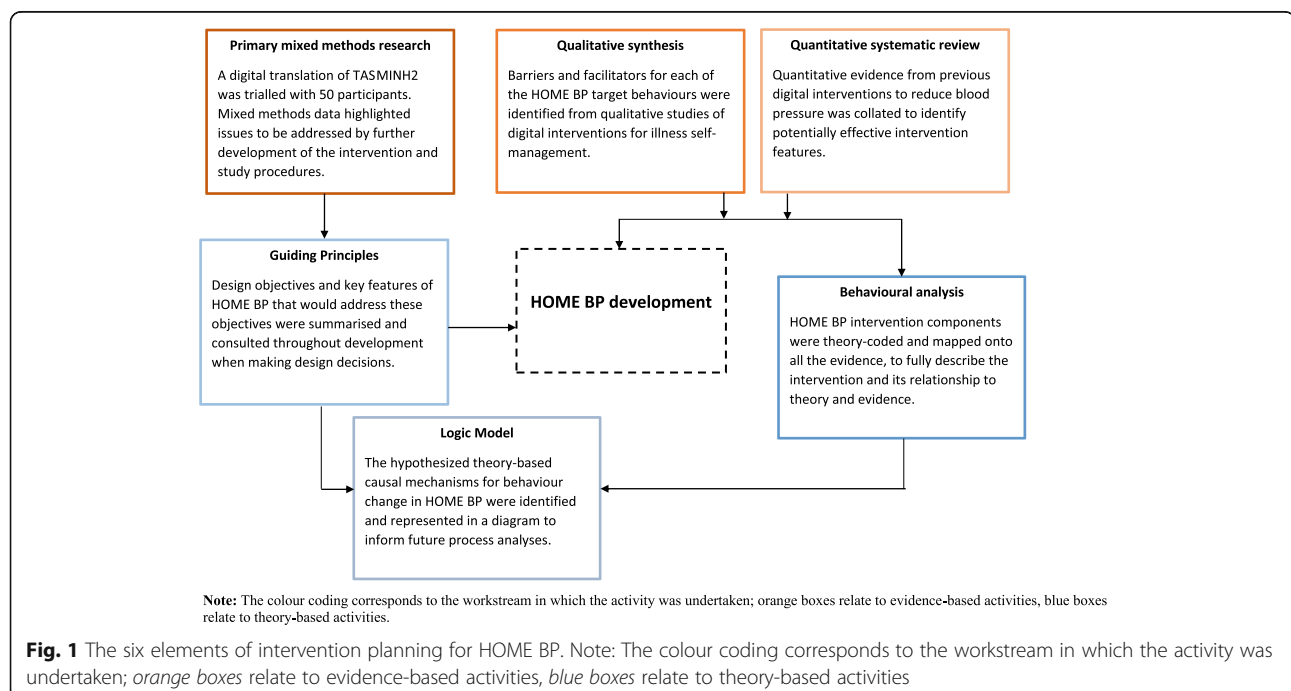 Primary mixed methods research
A digital translation of TASMINH2
was trialled with 50 participants.
Mixed methods data highlighted
issues to be addressed by further
development of the intervention and
study procedures.
Qualitative synthesis
Barriers and facilitators for each of
the HOME BP target behaviours were
identified from qualitative studies of
digital interventions for illness self-
management.
Quantitative systematic review
Quantitative evidence from previous
digital interventions to reduce blood
pressure was collated to identify
potentially effective intervention
features.
Guiding Principles
Design objectives and key features of
HOME BP that would address these
objectives were summarised and
consulted throughout development
when making design decisions.
HOME BP development
Behavioural analysis
HOME BP intervention components
were theory-coded and mapped onto
all the evidence, to fully describe the
intervention and its relationship to
theory and evidence.
Logic Model
The hypothesized theory-based
causal mechanisms for behaviour
change in HOME BP were identified
and represented in a diagram to
inform future process analyses.
Note: The colour coding corresponds to the workstream in which the activity was undertaken; orange boxes relate to evidence-based activities, blue boxes
relate to theory-based activities.
Fig. 1 The six elements of intervention planning for HOME BP. Note: The colour coding corresponds to the workstream in which the activity was
undertaken; orange boxes relate to evidence-based activities, blue boxes relate to theory-based activities